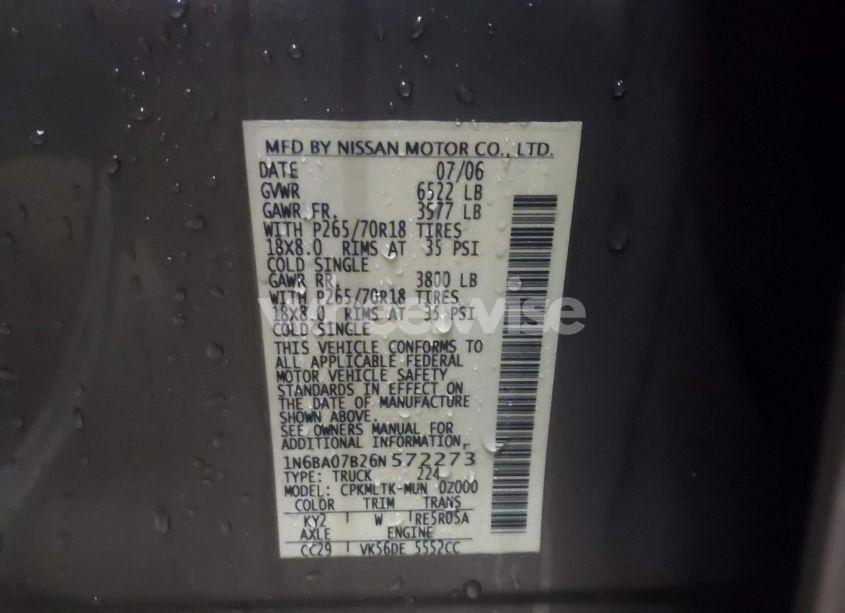 MFD BY NISSAN MOTOR CO., LTD.
DATE 07/06
GVWR 6522 LB
GAWR FR. 3577 LB
WITH P265/70R18 TIRES
18X8.0 RIMS AT 35 PSI
COLD SINGLE
GAWR RR. 3800 LB
WITH P265/70R18 TIRES
18X8.0 RIMS AT 35 PSI
COLD SINGLE
wheelwise
THIS VEHICLE CONFORMS TO
ALL APPLICABLE FEDERAL
MOTOR VEHICLE SAFETY
STANDARDS IN EFFECT ON
THE DATE OF MANUFACTURE
SHOWN ABOVE.
SEE OWNERS MANUAL FOR
ADDITIONAL INFORMATION.
1N6BA07B26N572273
TYPE: TRUCK 224
MODEL: CPKMLTK-MUN 0Z000
COLOR TRIM TRANS
KY2 W RE5R05A
AXLE ENGINE
CC29 VK56DE 5552CC